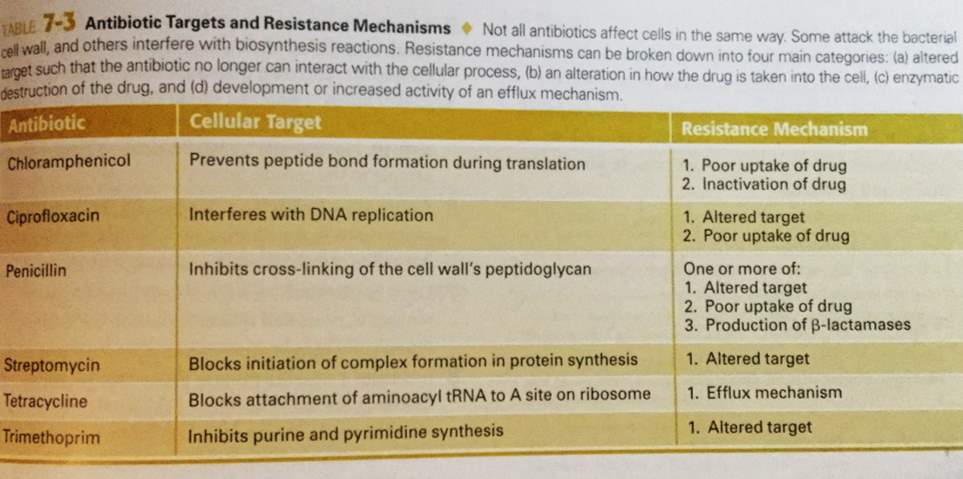 TABLE 7-3 Antibiotic Targets and Resistance Mechanisms ◆ Not all antibiotics affect cells in the same way. Some attack the bacterial
cell wall, and others interfere with biosynthesis reactions. Resistance mechanisms can be broken down into four main categories: (a) altered
target such that the antibiotic no longer can interact with the cellular process, (b) an alteration in how the drug is taken into the cell, (c) enzymatic
destruction of the drug, and (d) development or increased activity of an efflux mechanism.
Antibiotic Cellular Target Resistance Mechanism
Chloramphenicol Prevents peptide bond formation during translation 1. Poor uptake of drug
2. Inactivation of drug
Ciprofloxacin Interferes with DNA replication 1. Altered target
2. Poor uptake of drug
Penicillin Inhibits cross-linking of the cell wall's peptidoglycan One or more of:
1. Altered target
2. Poor uptake of drug
3. Production of β-lactamases
Streptomycin Blocks initiation of complex formation in protein synthesis 1. Altered target
Tetracycline Blocks attachment of aminoacyl tRNA to A site on ribosome 1. Efflux mechanism
Trimethoprim Inhibits purine and pyrimidine synthesis 1. Altered target